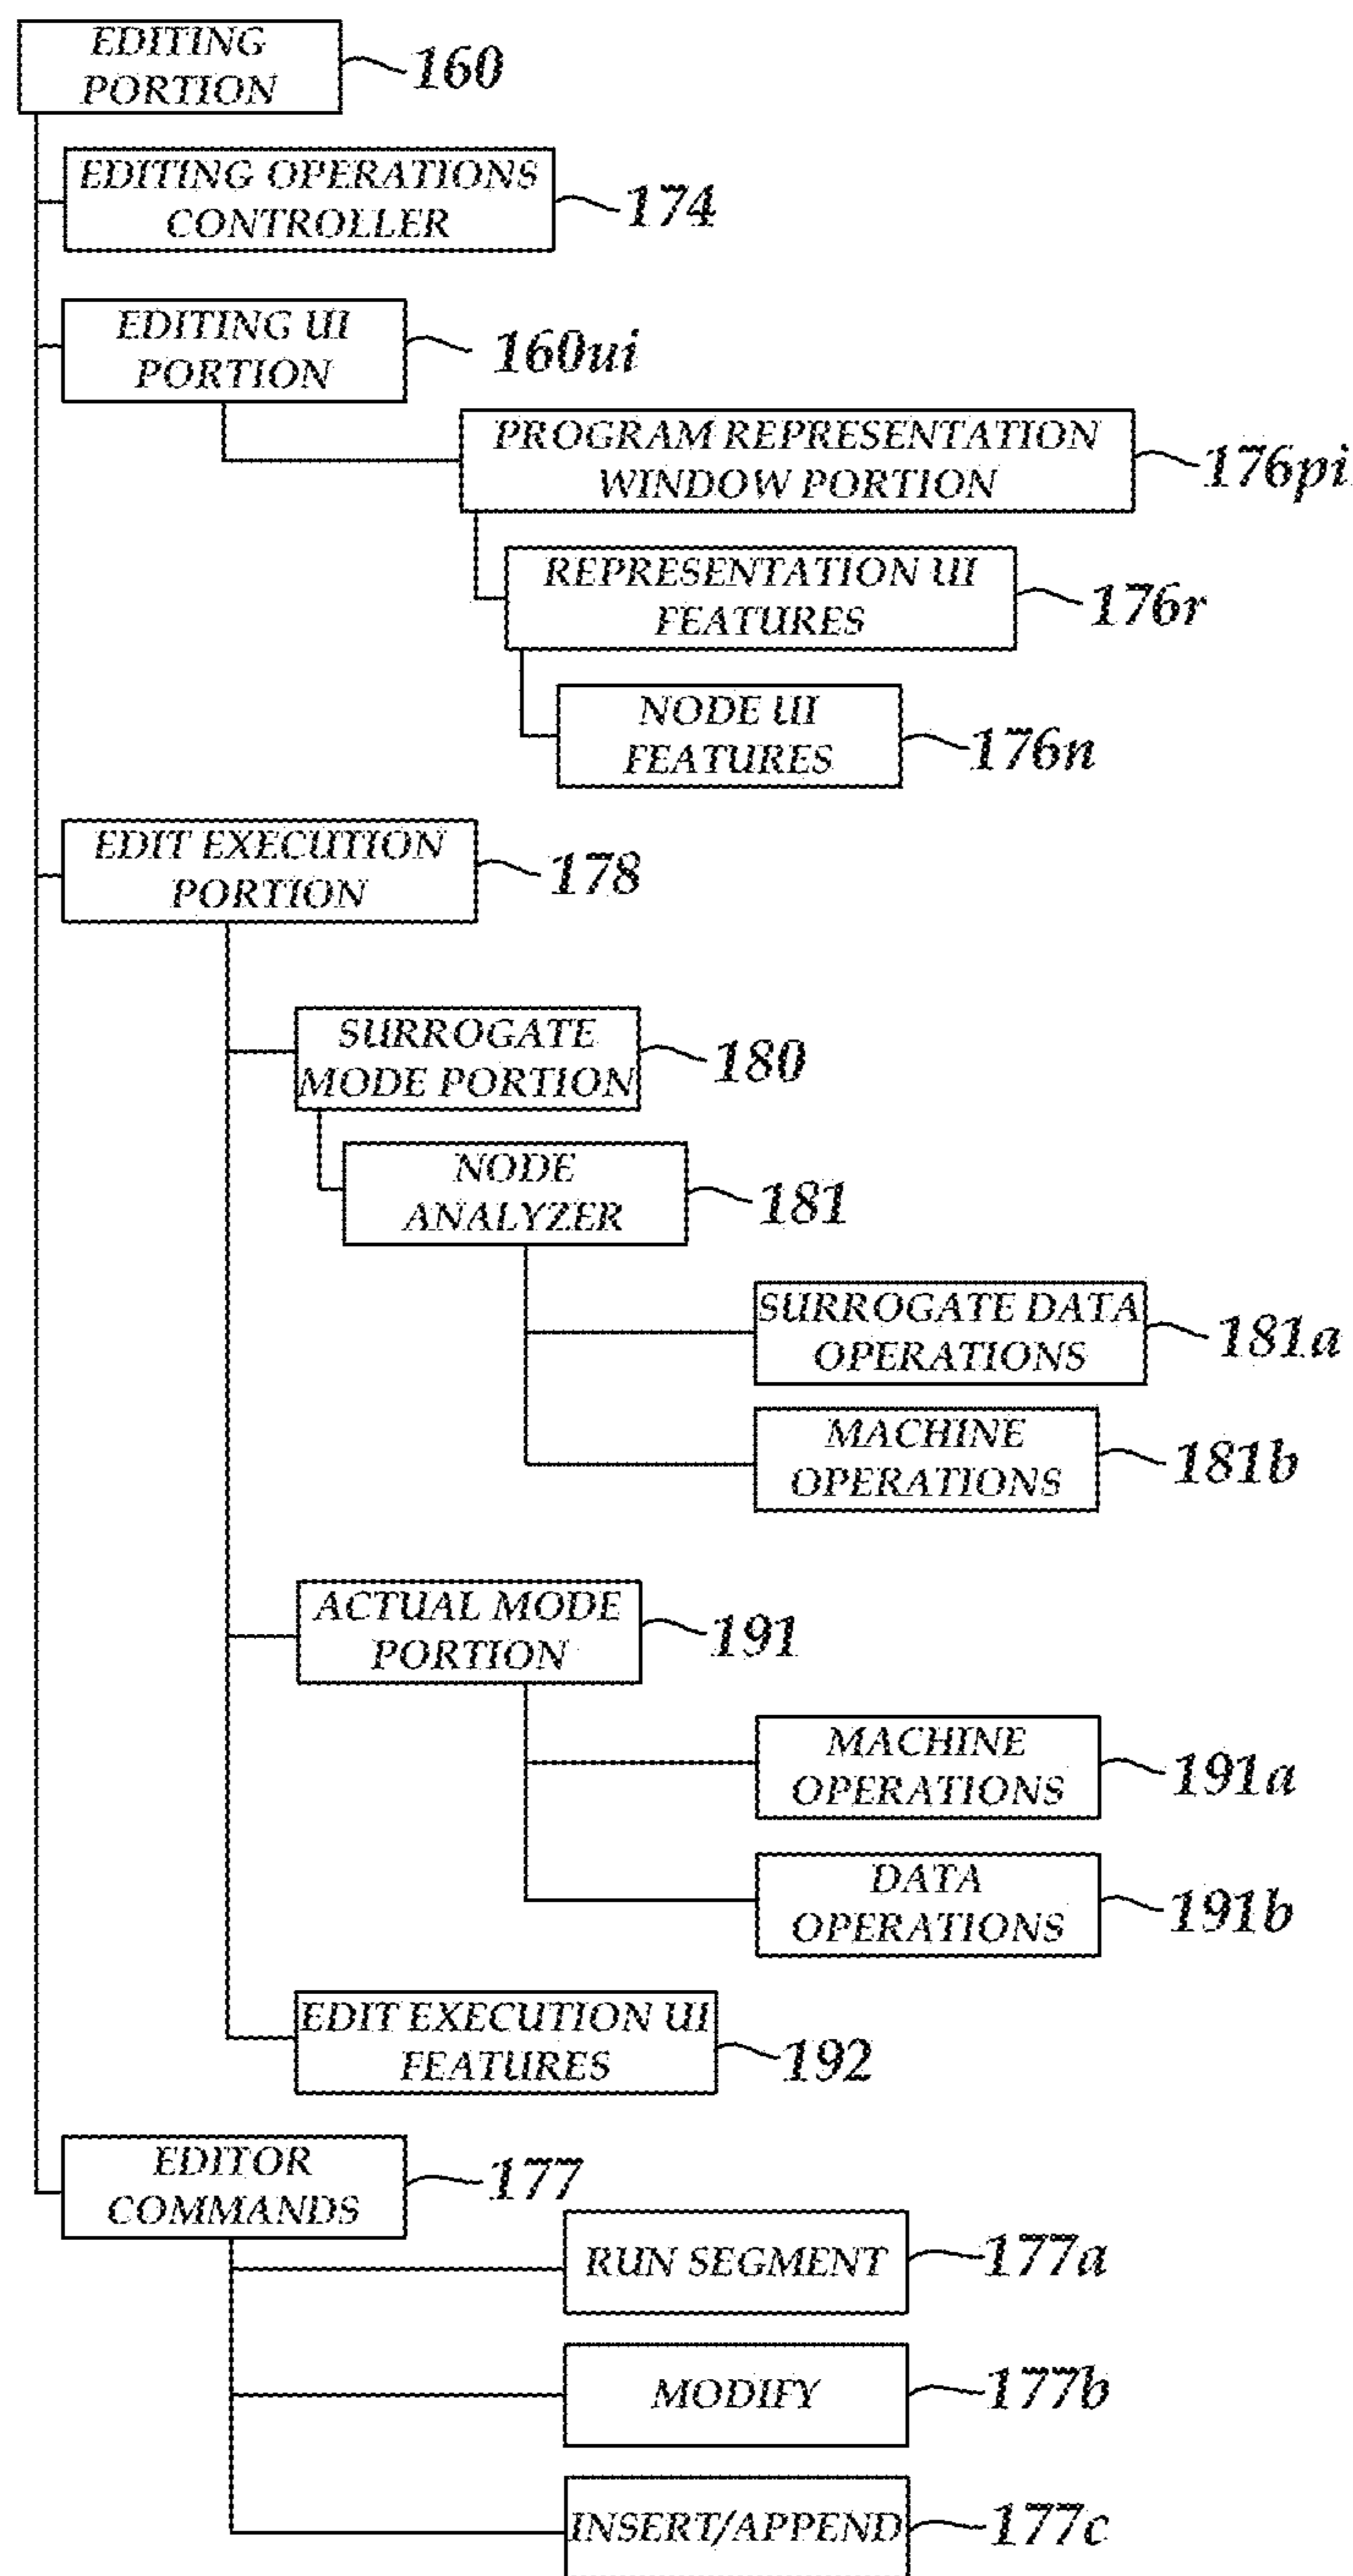 EDITING
PORTION
160
EDITING OPERATIONS
CONTROLLER
174
EDITING UI
PORTION
160ui
PROGRAM REPRESENTATION
WINDOW PORTION
176pi
REPRESENTATION UI
FEATURES
176r
NODE UI
FEATURES
176n
EDIT EXECUTION
PORTION
178
SURROGATE
MODE PORTION
180
NODE
ANALYZER
181
SURROGATE DATA
OPERATIONS
181a
MACHINE
OPERATIONS
181b
ACTUAL MODE
PORTION
191
MACHINE
OPERATIONS
191a
DATA
OPERATIONS
191b
EDIT EXECUTION UI
FEATURES
192
EDITOR
COMMANDS
177
RUN SEGMENT
177a
MODIFY
177b
INSERT/APPEND
177c